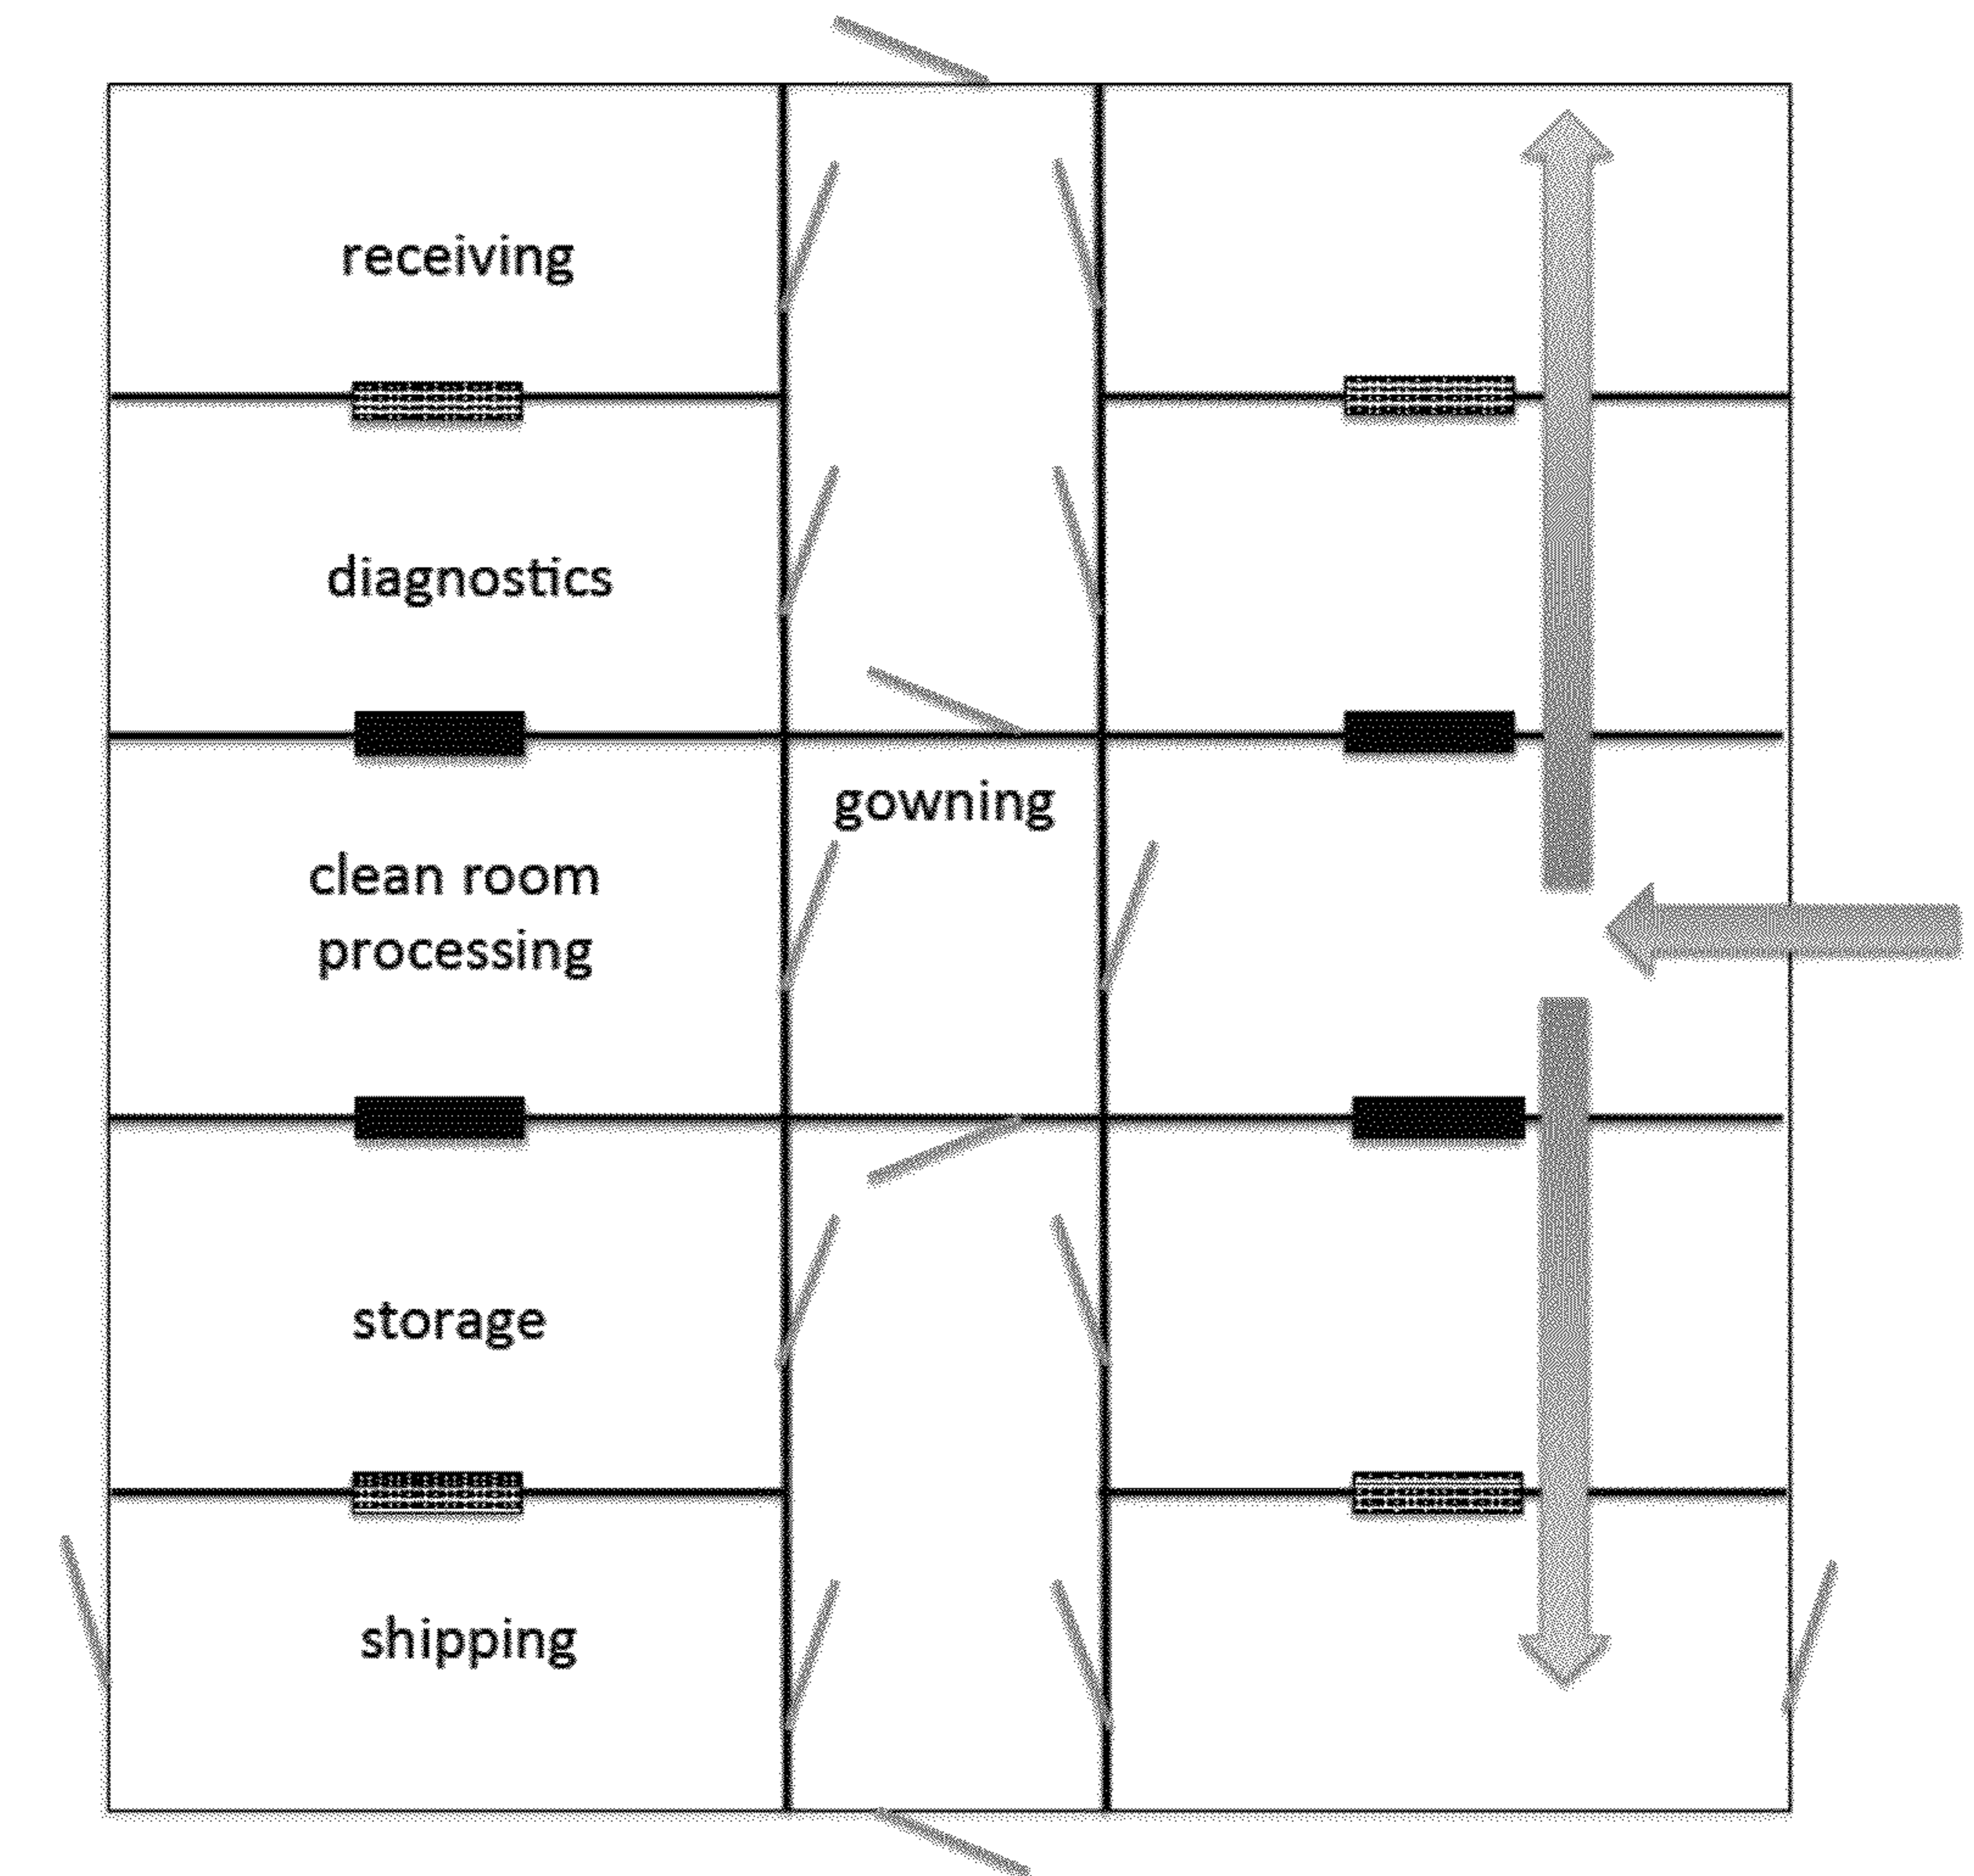 receiving
diagnostics
gowning
clean room
processing
storage
shipping